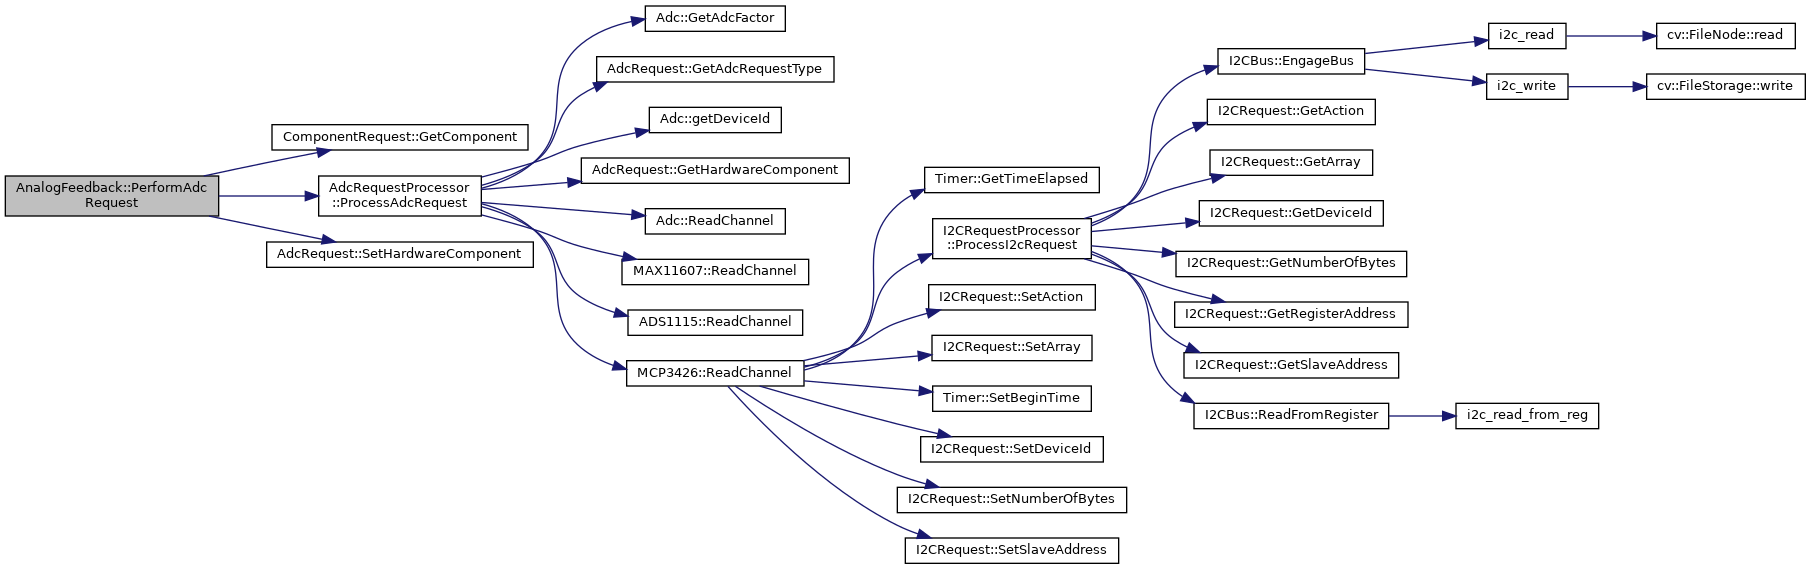 AnalogFeedback::PerformAdc
Request
ComponentRequest::GetComponent
AdcRequestProcessor
::ProcessAdcRequest
AdcRequest::SetHardwareComponent
Adc::GetAdcFactor
AdcRequest::GetAdcRequestType
Adc::getDeviceId
AdcRequest::GetHardwareComponent
Adc::ReadChannel
MAX11607::ReadChannel
ADS1115::ReadChannel
MCP3426::ReadChannel
Timer::GetTimeElapsed
I2CRequestProcessor
::ProcessI2cRequest
I2CRequest::SetAction
I2CRequest::SetArray
Timer::SetBeginTime
I2CRequest::SetDeviceId
I2CRequest::SetNumberOfBytes
I2CRequest::SetSlaveAddress
I2CBus::EngageBus
I2CRequest::GetAction
I2CRequest::GetArray
I2CRequest::GetDeviceId
I2CRequest::GetNumberOfBytes
I2CRequest::GetRegisterAddress
I2CRequest::GetSlaveAddress
I2CBus::ReadFromRegister
i2c_read
i2c_write
i2c_read_from_reg
cv::FileNode::read
cv::FileStorage::write